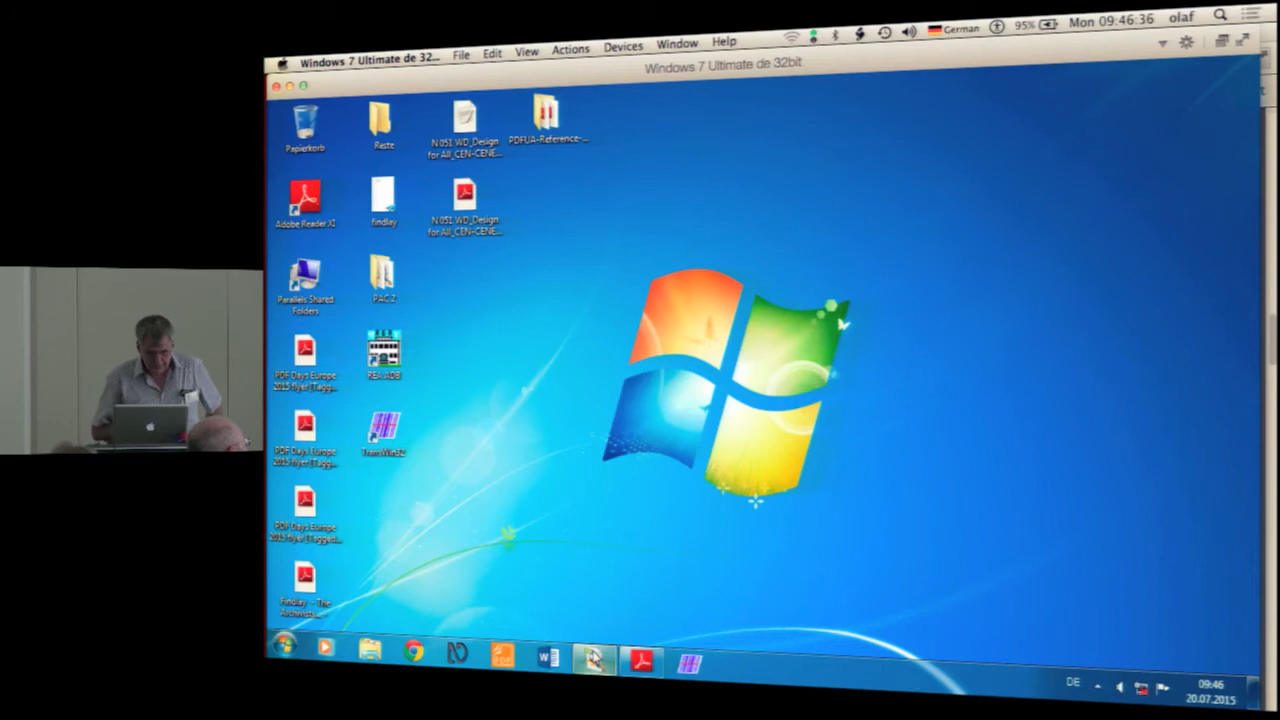 Windows 7 Ultimate de 32... File Edit View Actions Devices Window Help German 95% Mon 09:46:36 olaf
Windows 7 Ultimate de 32bit
Papierkorb
Reste
N 051 WD_Design
for All_CEN-CENE...
PDFUA-Reference-...
Adobe Reader XI
findlay
N 051 WD_Design
for All_CEN-CENE...
Parallels Shared
Folders
PAC 2
PDF Days Europe
2015 flyer [Tagg...
REA ADB
PDF Days Europe
2015 flyer [Tagg...
TransWin32
PDF Days Europe
2015 flyer [Tagged...
Findlay - The
Archivists...
W
DE
09:46
20.07.2015